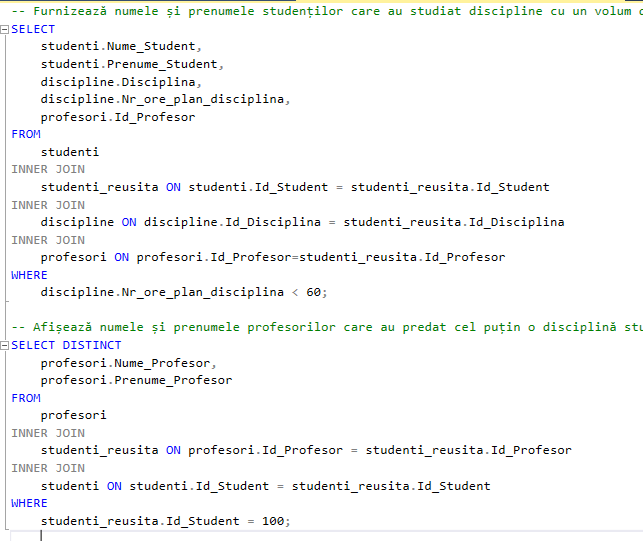 -- Furnizează numele și prenumele studenților care au studiat discipline cu un volum
SELECT
studenti.Nume_Student,
studenti.Prenume_Student,
discipline.Disciplina,
discipline.Nr_ore_plan_disciplina,
profesori.Id_Profesor
FROM
studenti
INNER JOIN
studenti_reusita ON studenti.Id_Student = studenti_reusita.Id_Student
INNER JOIN
discipline ON discipline.Id_Disciplina = studenti_reusita.Id_Disciplina
INNER JOIN
profesori ON profesori.Id_Profesor=studenti_reusita.Id_Profesor
WHERE
discipline.Nr_ore_plan_disciplina < 60;
-- Afișează numele și prenumele profesorilor care au predat cel puțin o disciplină stu
SELECT DISTINCT
profesori.Nume_Profesor,
profesori.Prenume_Profesor
FROM
profesori
INNER JOIN
studenti_reusita ON profesori.Id_Profesor = studenti_reusita.Id_Profesor
INNER JOIN
studenti ON studenti.Id_Student = studenti_reusita.Id_Student
WHERE
studenti_reusita.Id_Student = 100;